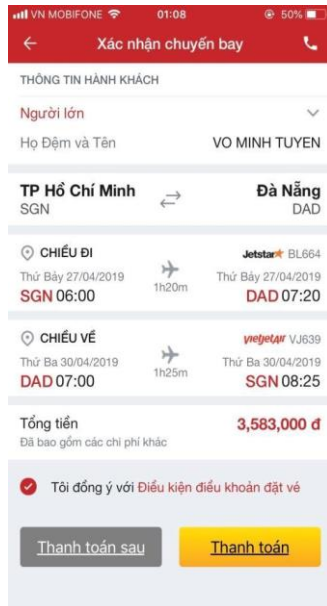 VN MOBIFONE 01:08 50%
Xác nhận chuyến bay
THÔNG TIN HÀNH KHÁCH
Người lớn
Họ Đệm và Tên VO MINH TUYEN
TP Hồ Chí Minh Đà Nẵng
SGN DAD
CHIỀU ĐI Jetstar BL664
Thứ Bảy 27/04/2019 1h20m Thứ Bảy 27/04/2019
SGN 06:00 DAD 07:20
CHIỀU VỀ vietjetAir VJ639
Thứ Ba 30/04/2019 1h25m Thứ Ba 30/04/2019
DAD 07:00 SGN 08:25
Tổng tiền 3,583,000 đ
Đã bao gồm các chi phí khác
Tôi đồng ý với Điều kiện điều khoản đặt vé
Thanh toán sau Thanh toán